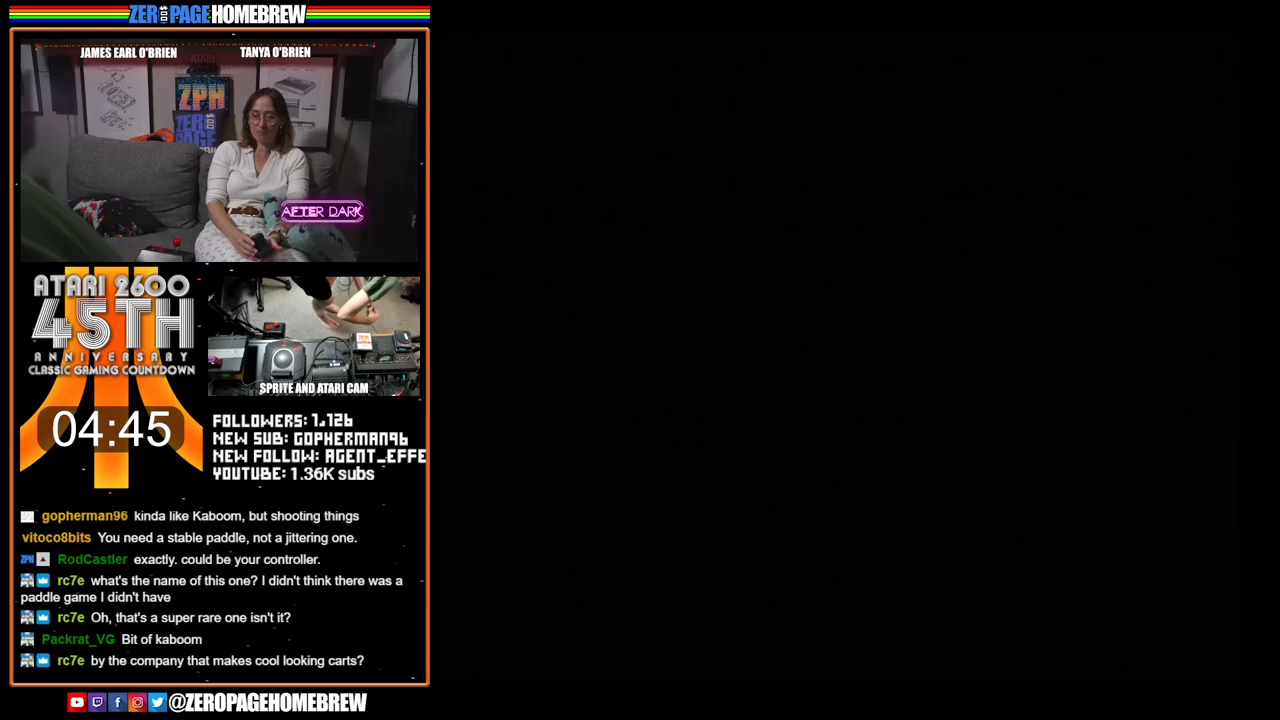 ZEROPAGEHOMEBREW
JAMES EARL O'BRIEN
TANYA O'BRIEN
ZPH
ZERO
PAGE
AFTER DARK
ATARI 2600
45TH
ANNIVERSARY
CLASSIC GAMING COUNTDOWN
04:45
SPRITE AND ATARI CAM
FOLLOWERS: 1,126
NEW SUB: GOPHERMAN96
NEW FOLLOW: AGENT_EFFE
YOUTUBE: 1.36K subs
gopherman96 kinda like Kaboom, but shooting things
vitoco8bits You need a stable paddle, not a jittering one.
ZPH RodCastler exactly. could be your controller.
rc7e what's the name of this one? I didn't think there was a
paddle game I didn't have
rc7e Oh, that's a super rare one isn't it?
Packrat_VG Bit of kaboom
rc7e by the company that makes cool looking carts?
@ZEROPAGEHOMEBREW